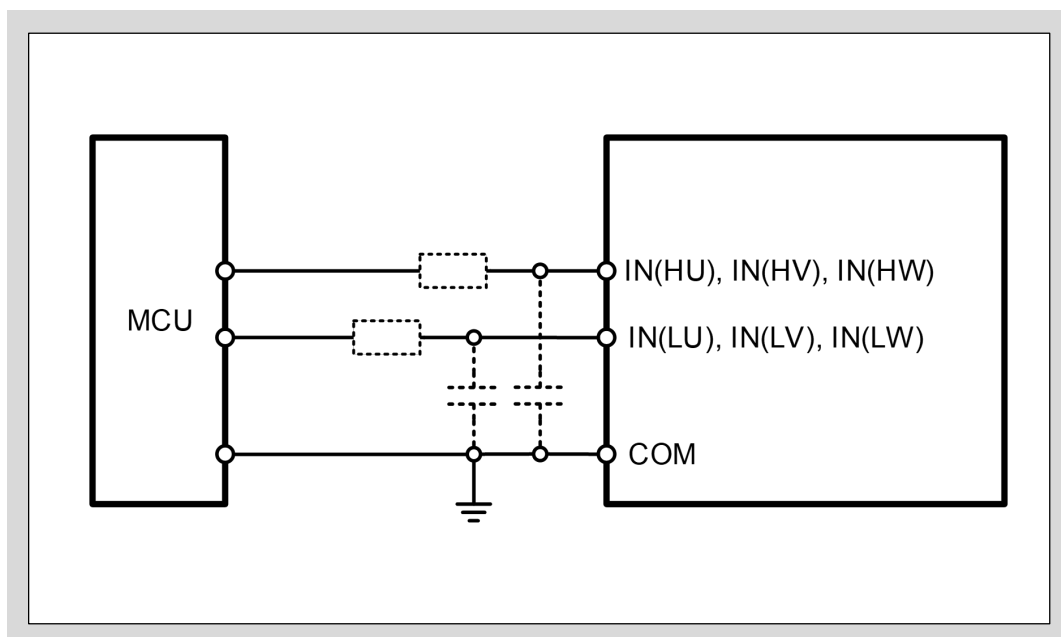 MCU
IN(HU), IN(HV), IN(HW)
IN(LU), IN(LV), IN(LW)
COM